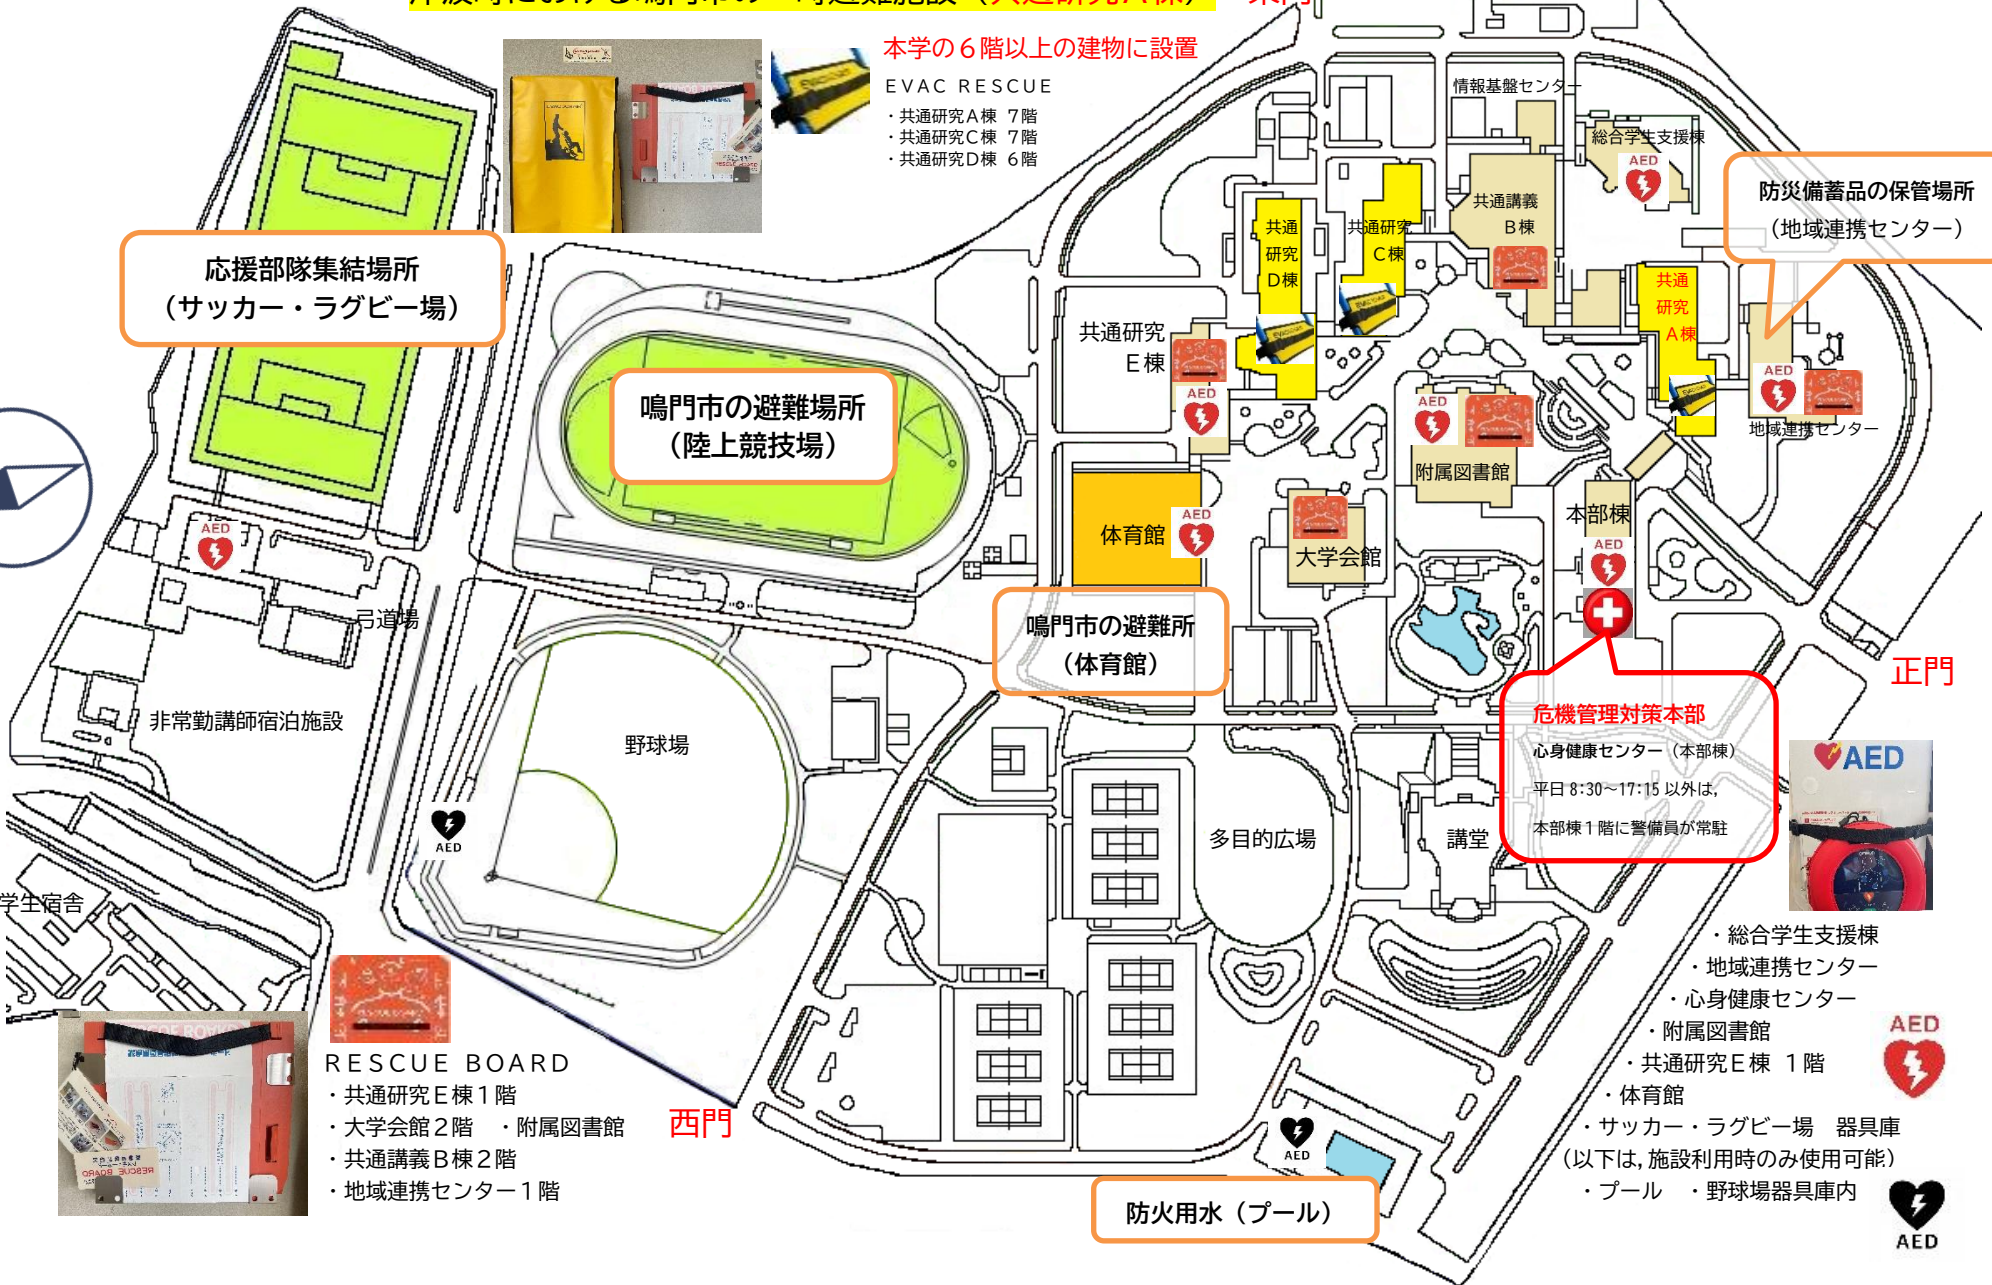 本学の６階以上の建物に設置
EVAC RESCUE
・共通研究Ａ棟 ７階
・共通研究Ｃ棟 ７階
・共通研究Ｄ棟 ６階
情報基盤センター
総合学生支援棟
AED
防災備蓄品の保管場所
（地域連携センター）
共通講義
Ｂ棟
共通
研究
Ｄ棟
共通研究
Ｃ棟
共通
研究
Ａ棟
応援部隊集結場所
（サッカー・ラグビー場）
共通研究
Ｅ棟
AED
AED
AED
地域連携センター
鳴門市の避難場所
（陸上競技場）
附属図書館
本部棟
体育館
AED
大学会館
AED
AED
弓道場
鳴門市の避難所
（体育館）
正門
非常勤講師宿泊施設
野球場
危機管理対策本部
心身健康センター（本部棟）
平日 8:30～17:15 以外は，
本部棟１階に警備員が常駐
AED
AED
多目的広場
講堂
学生宿舎
RESCUE BOARD
・共通研究Ｅ棟１階
・大学会館２階　・附属図書館
・共通講義Ｂ棟２階
・地域連携センター１階
西門
・総合学生支援棟
・地域連携センター
・心身健康センター
・附属図書館
・共通研究Ｅ棟 １階
・体育館
・サッカー・ラグビー場　器具庫
（以下は，施設利用時のみ使用可能）
・プール　・野球場器具庫内
AED
AED
AED
防火用水（プール）